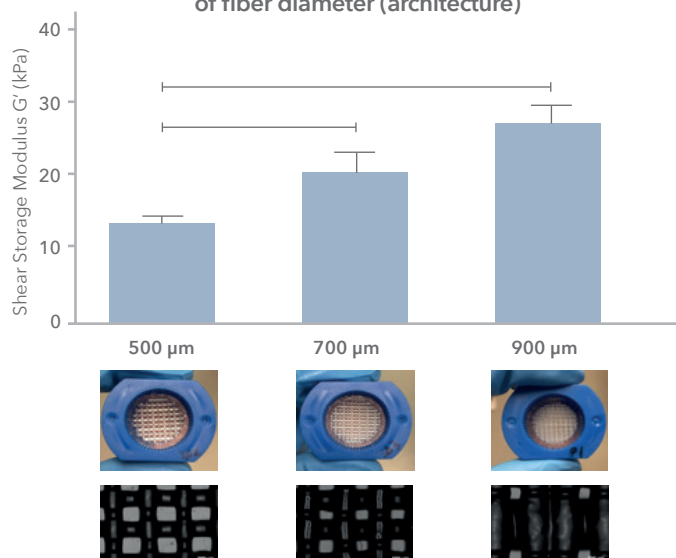 of fiber diameter (architecture)
Shear Storage Modulus G′ (kPa)
40
30
20
10
0
500 µm
700 µm
900 µm